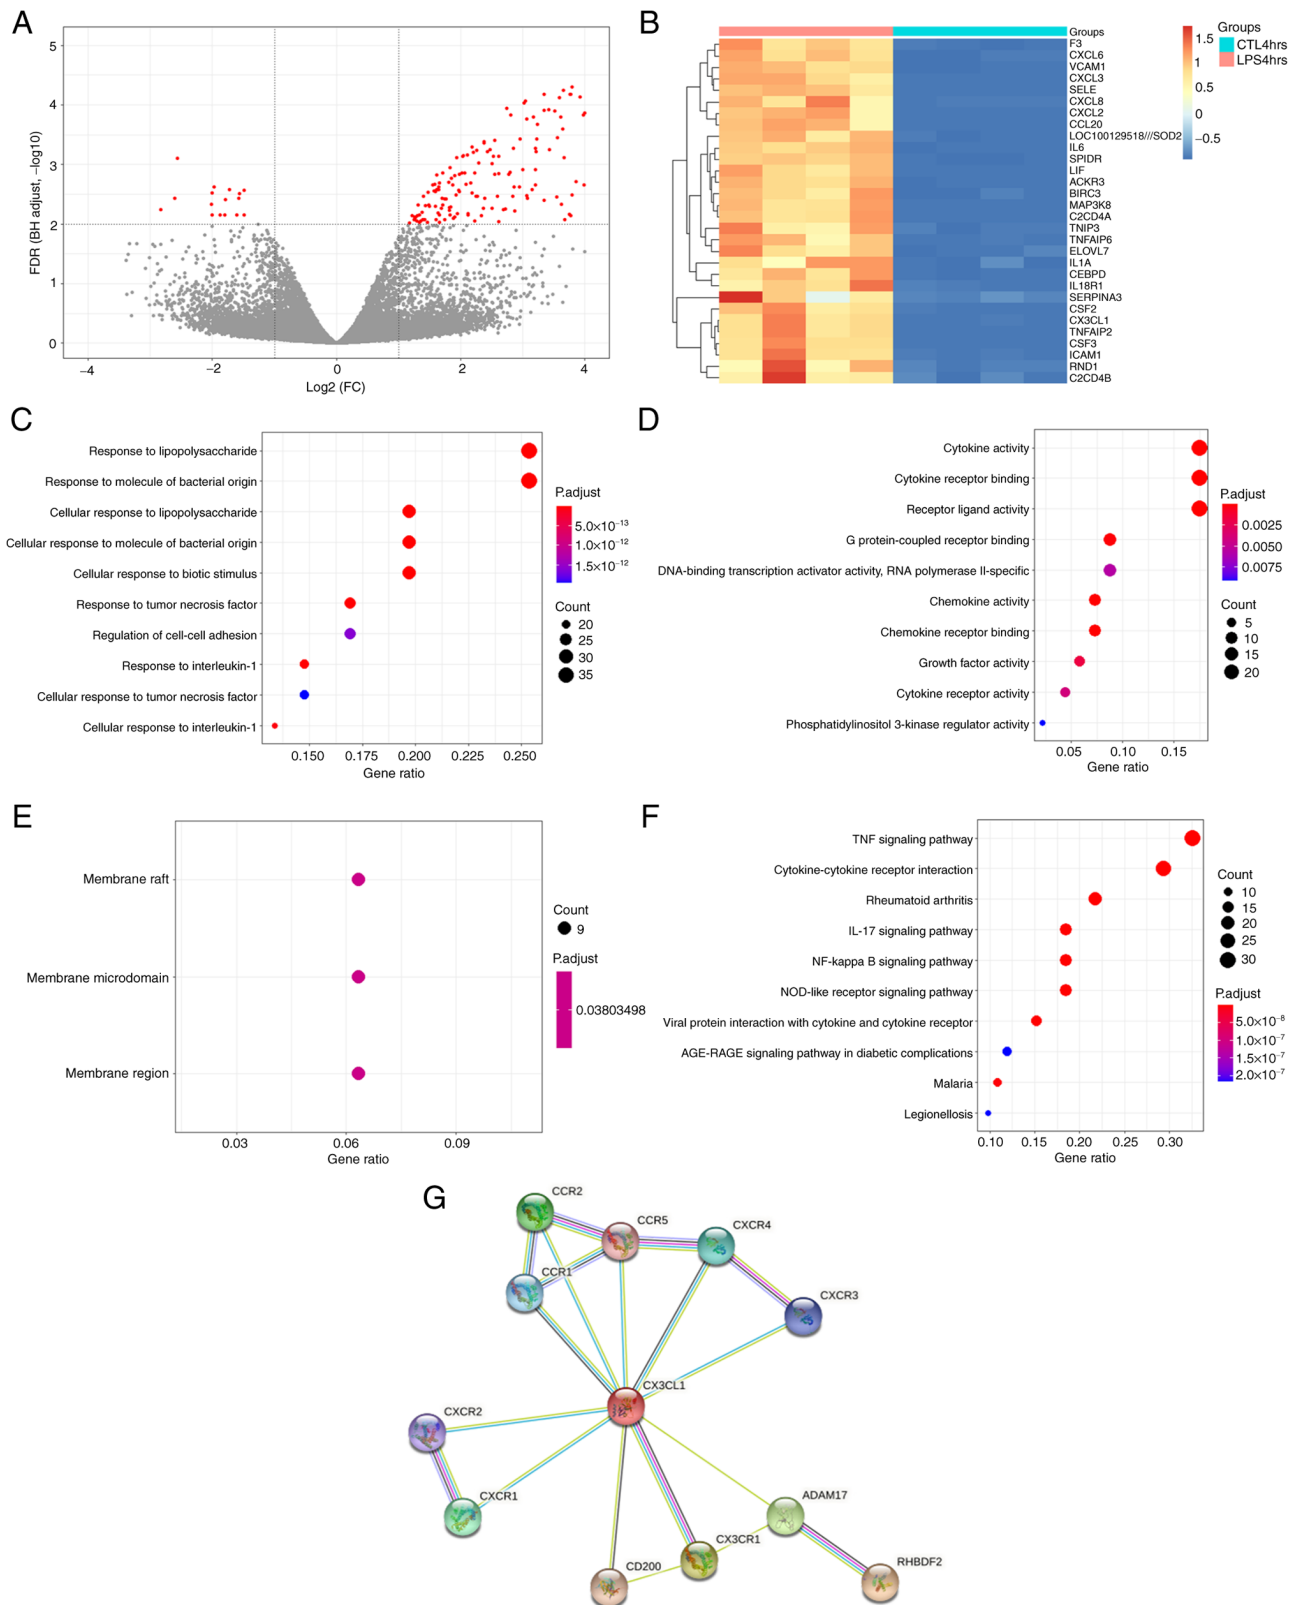 A
5
4
3
2
1
0
FDR (BH adjust, −log10)
−4
−2
0
2
4
Log2 (FC)
B
Groups
F3
CXCL6
VCAM1
CXCL3
SELE
CXCL8
CXCL2
CCL20
LOC100129518///SOD2
IL6
SPIDR
LIF
ACKR3
BIRC3
MAP3K8
C2CD4A
TNIP3
TNFAIP6
ELOVL7
IL1A
CEBPD
IL18R1
SERPINA3
CSF2
CX3CL1
TNFAIP2
CSF3
ICAM1
RND1
C2CD4B
1.5
1
0.5
0
−0.5
Groups
CTL4hrs
LPS4hrs
C
Response to lipopolysaccharide
Response to molecule of bacterial origin
Cellular response to lipopolysaccharide
Cellular response to molecule of bacterial origin
Cellular response to biotic stimulus
Response to tumor necrosis factor
Regulation of cell-cell adhesion
Response to interleukin-1
Cellular response to tumor necrosis factor
Cellular response to interleukin-1
0.150
0.175
0.200
0.225
0.250
Gene ratio
P.adjust
5.0×10⁻¹³
1.0×10⁻¹²
1.5×10⁻¹²
Count
20
25
30
35
D
Cytokine activity
Cytokine receptor binding
Receptor ligand activity
G protein-coupled receptor binding
DNA-binding transcription activator activity, RNA polymerase II-specific
Chemokine activity
Chemokine receptor binding
Growth factor activity
Cytokine receptor activity
Phosphatidylinositol 3-kinase regulator activity
0.05
0.10
0.15
Gene ratio
P.adjust
0.0025
0.0050
0.0075
Count
5
10
15
20
E
Membrane raft
Membrane microdomain
Membrane region
0.03
0.06
0.09
Gene ratio
Count
9
P.adjust
0.03803498
F
TNF signaling pathway
Cytokine-cytokine receptor interaction
Rheumatoid arthritis
IL-17 signaling pathway
NF-kappa B signaling pathway
NOD-like receptor signaling pathway
Viral protein interaction with cytokine and cytokine receptor
AGE-RAGE signaling pathway in diabetic complications
Malaria
Legionellosis
0.10
0.15
0.20
0.25
0.30
Gene ratio
Count
10
15
20
25
30
P.adjust
5.0×10⁻⁸
1.0×10⁻⁷
1.5×10⁻⁷
2.0×10⁻⁷
G
CCR2
CCR5
CXCR4
CCR1
CXCR3
CX3CL1
CXCR2
CXCR1
ADAM17
CX3CR1
CD200
RHBDF2